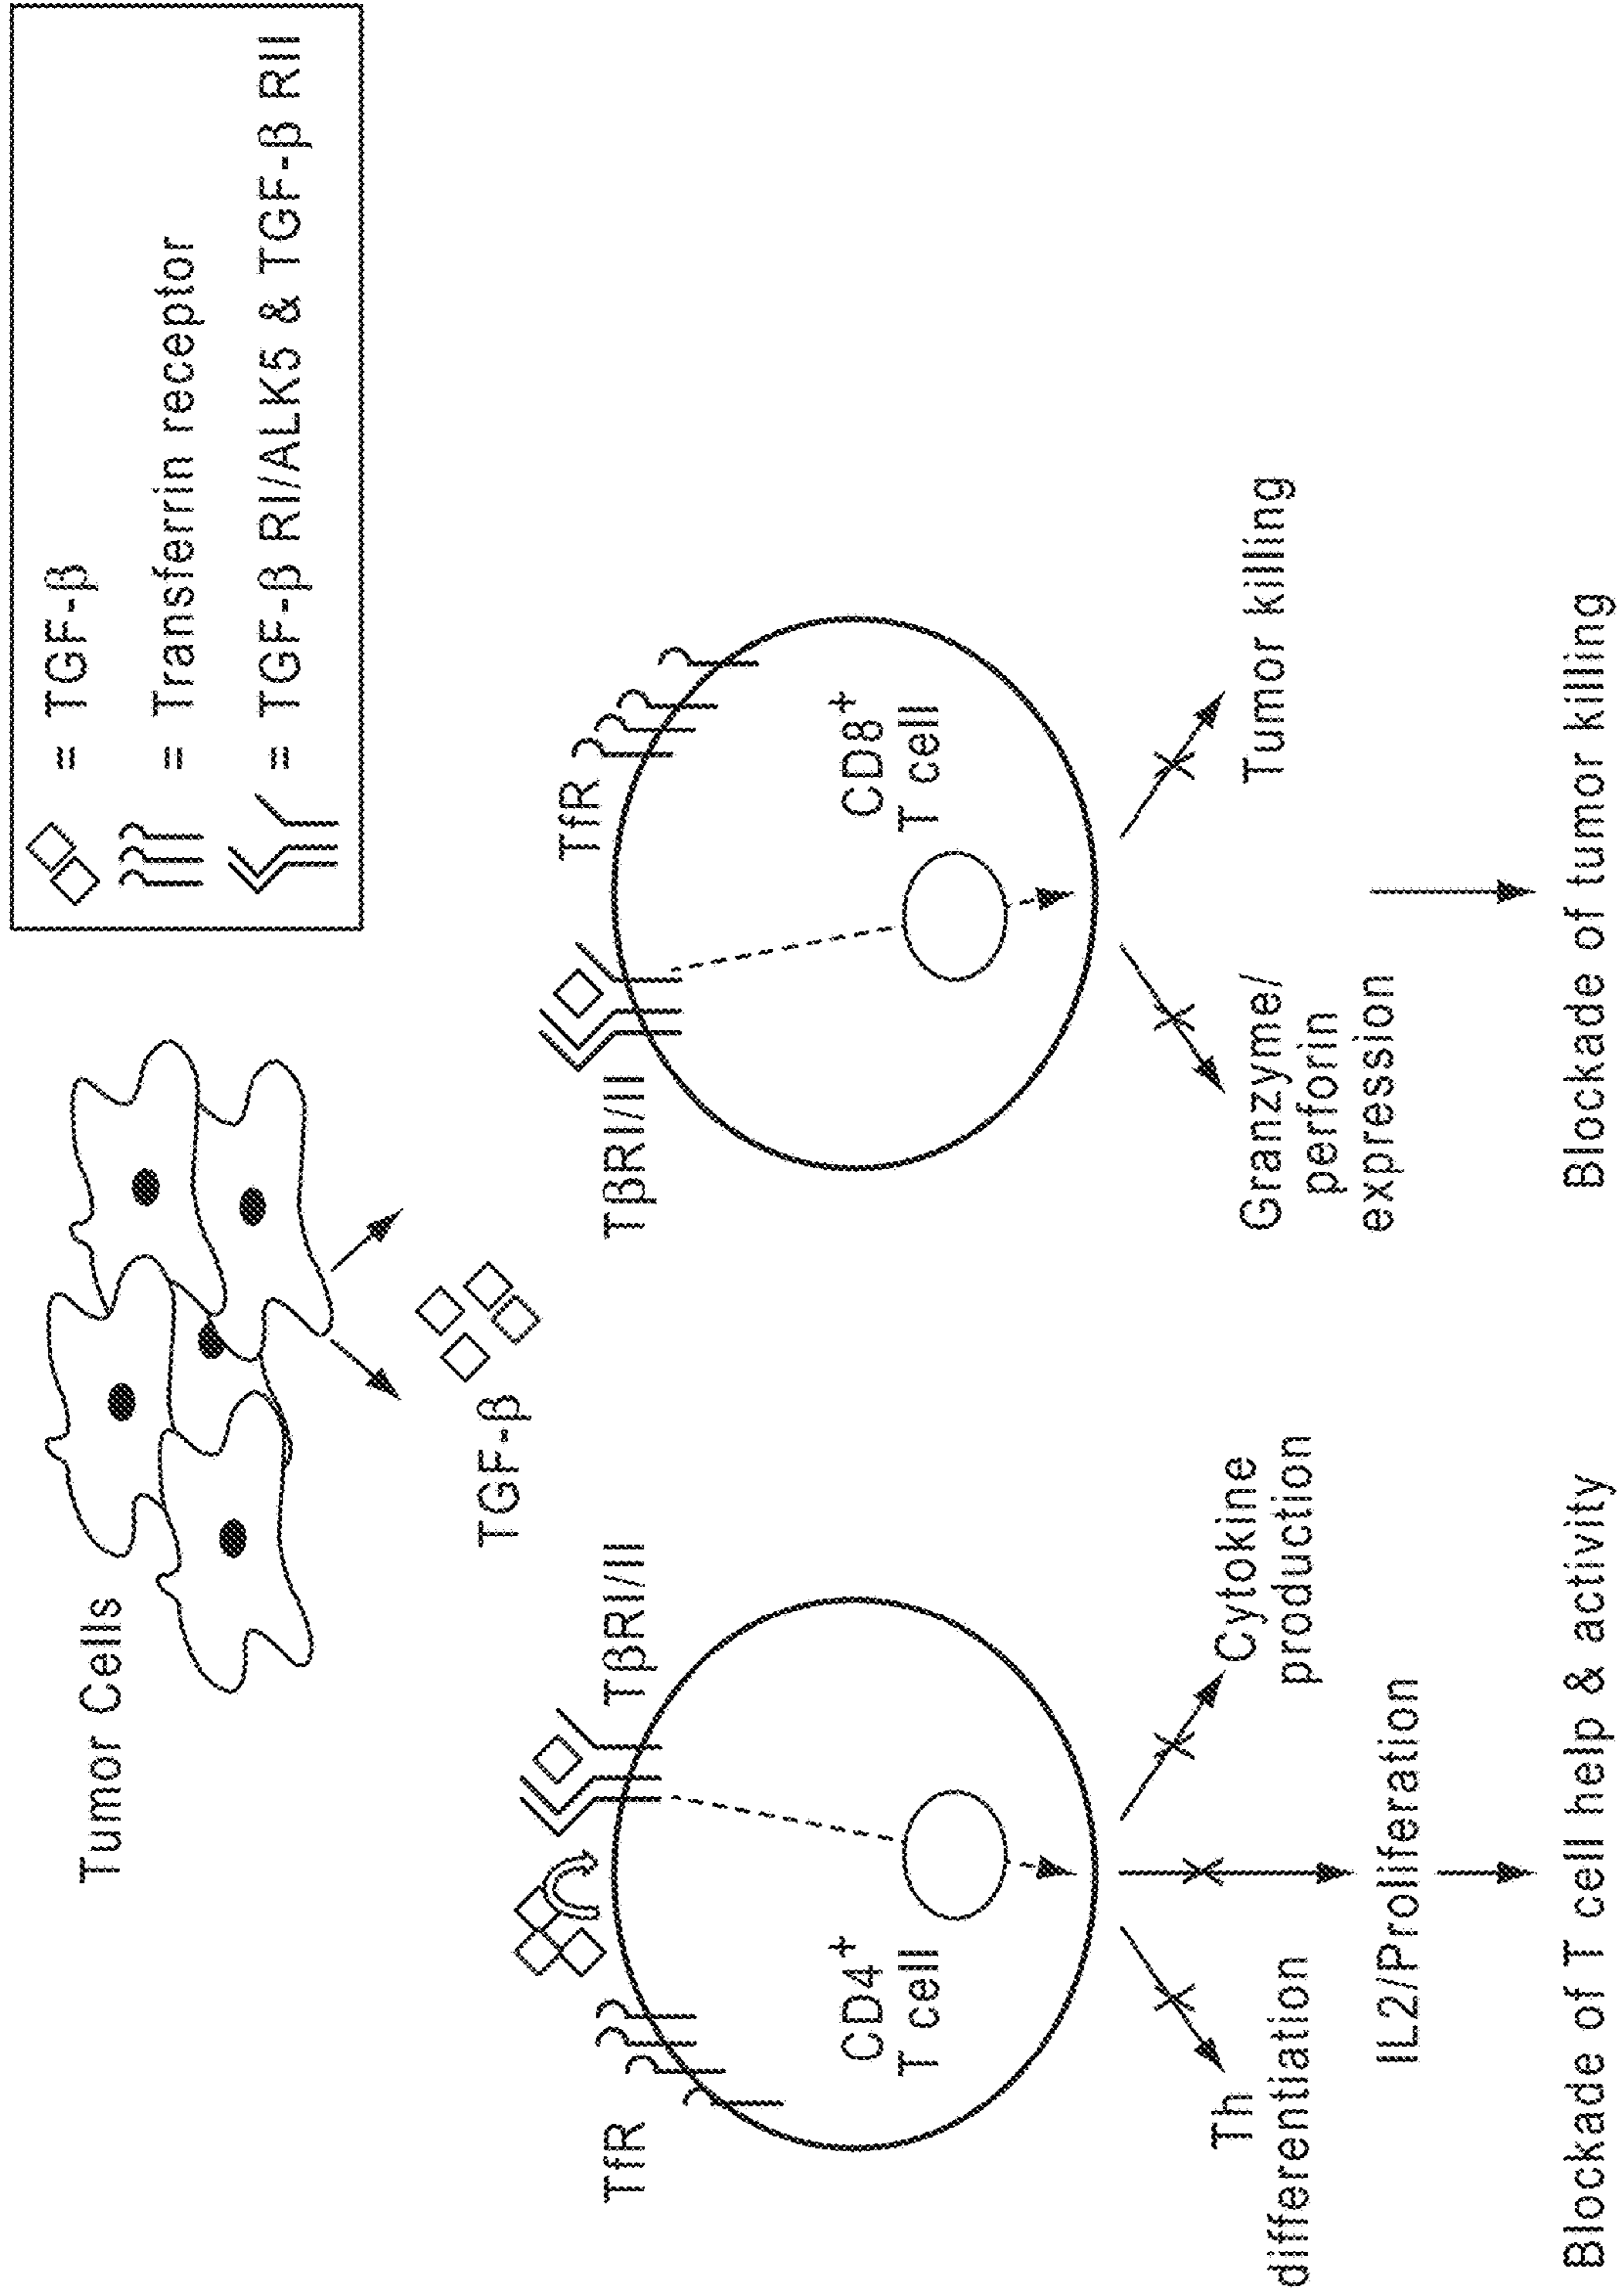 = TGF-β
= Transferrin receptor
= TGF-β RI/ALK5 & TGF-β RII
Tumor Cells
TGF-β
TfR
TβRI/II
TβRI/II
TfR
CD4+
T cell
CD8+
T cell
Th
differentiation
Cytokine
production
IL2/Proliferation
Granzyme/
perforin
expression
Tumor killing
Blockade of T cell help & activity
Blockade of tumor killing